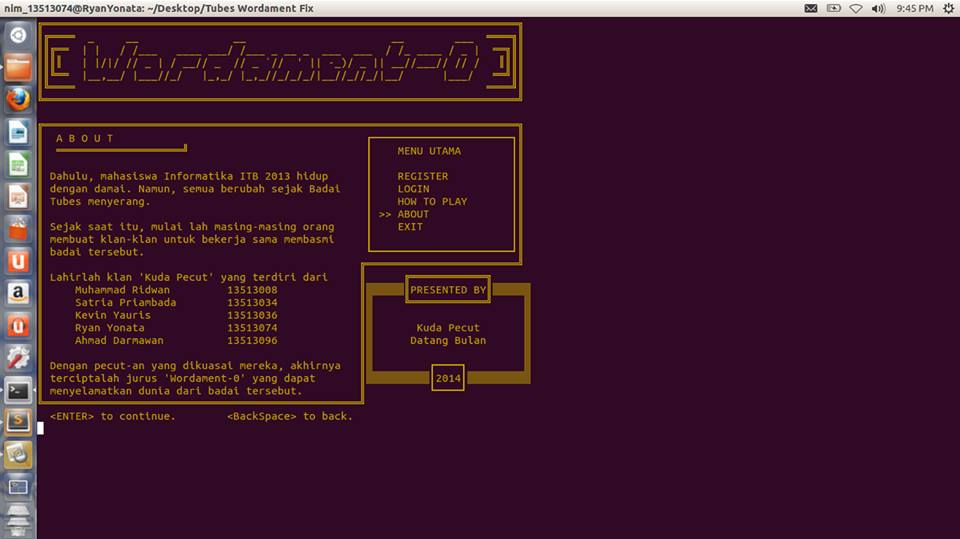 nim_13513074@RyanYonata: ~/Desktop/Tubes Wordament Fix
9:45 PM
Wordament-0
A B O U T
Dahulu, mahasiswa Informatika ITB 2013 hidup
dengan damai. Namun, semua berubah sejak Badai
Tubes menyerang.
Sejak saat itu, mulai lah masing-masing orang
membuat klan-klan untuk bekerja sama membasmi
badai tersebut.
Lahirlah klan 'Kuda Pecut' yang terdiri dari
Muhammad Ridwan 13513008
Satria Priambada 13513034
Kevin Yauris 13513036
Ryan Yonata 13513074
Ahmad Darmawan 13513096
Dengan pecut-an yang dikuasai mereka, akhirnya
terciptalah jurus 'Wordament-0' yang dapat
menyelamatkan dunia dari badai tersebut.
<ENTER> to continue. <BackSpace> to back.
MENU UTAMA
REGISTER
LOGIN
HOW TO PLAY
>> ABOUT
EXIT
PRESENTED BY
Kuda Pecut
Datang Bulan
2014